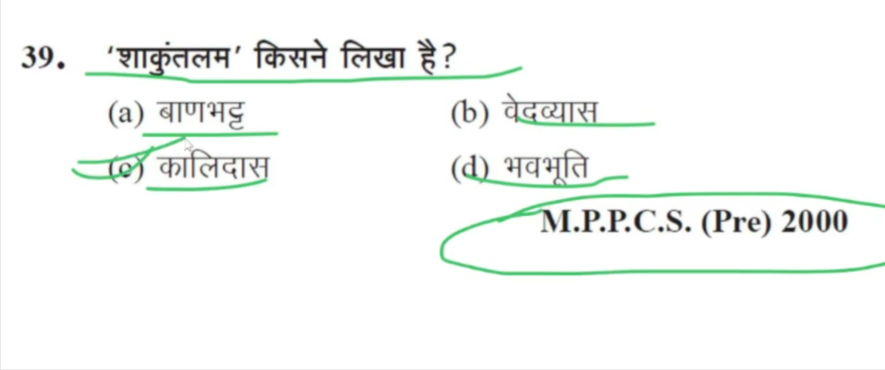 39. 'शाकुंतलम' किसने लिखा है?
(a) बाणभट्ट (b) वेदव्यास
(c) कालिदास (d) भवभूति
M.P.P.C.S. (Pre) 2000